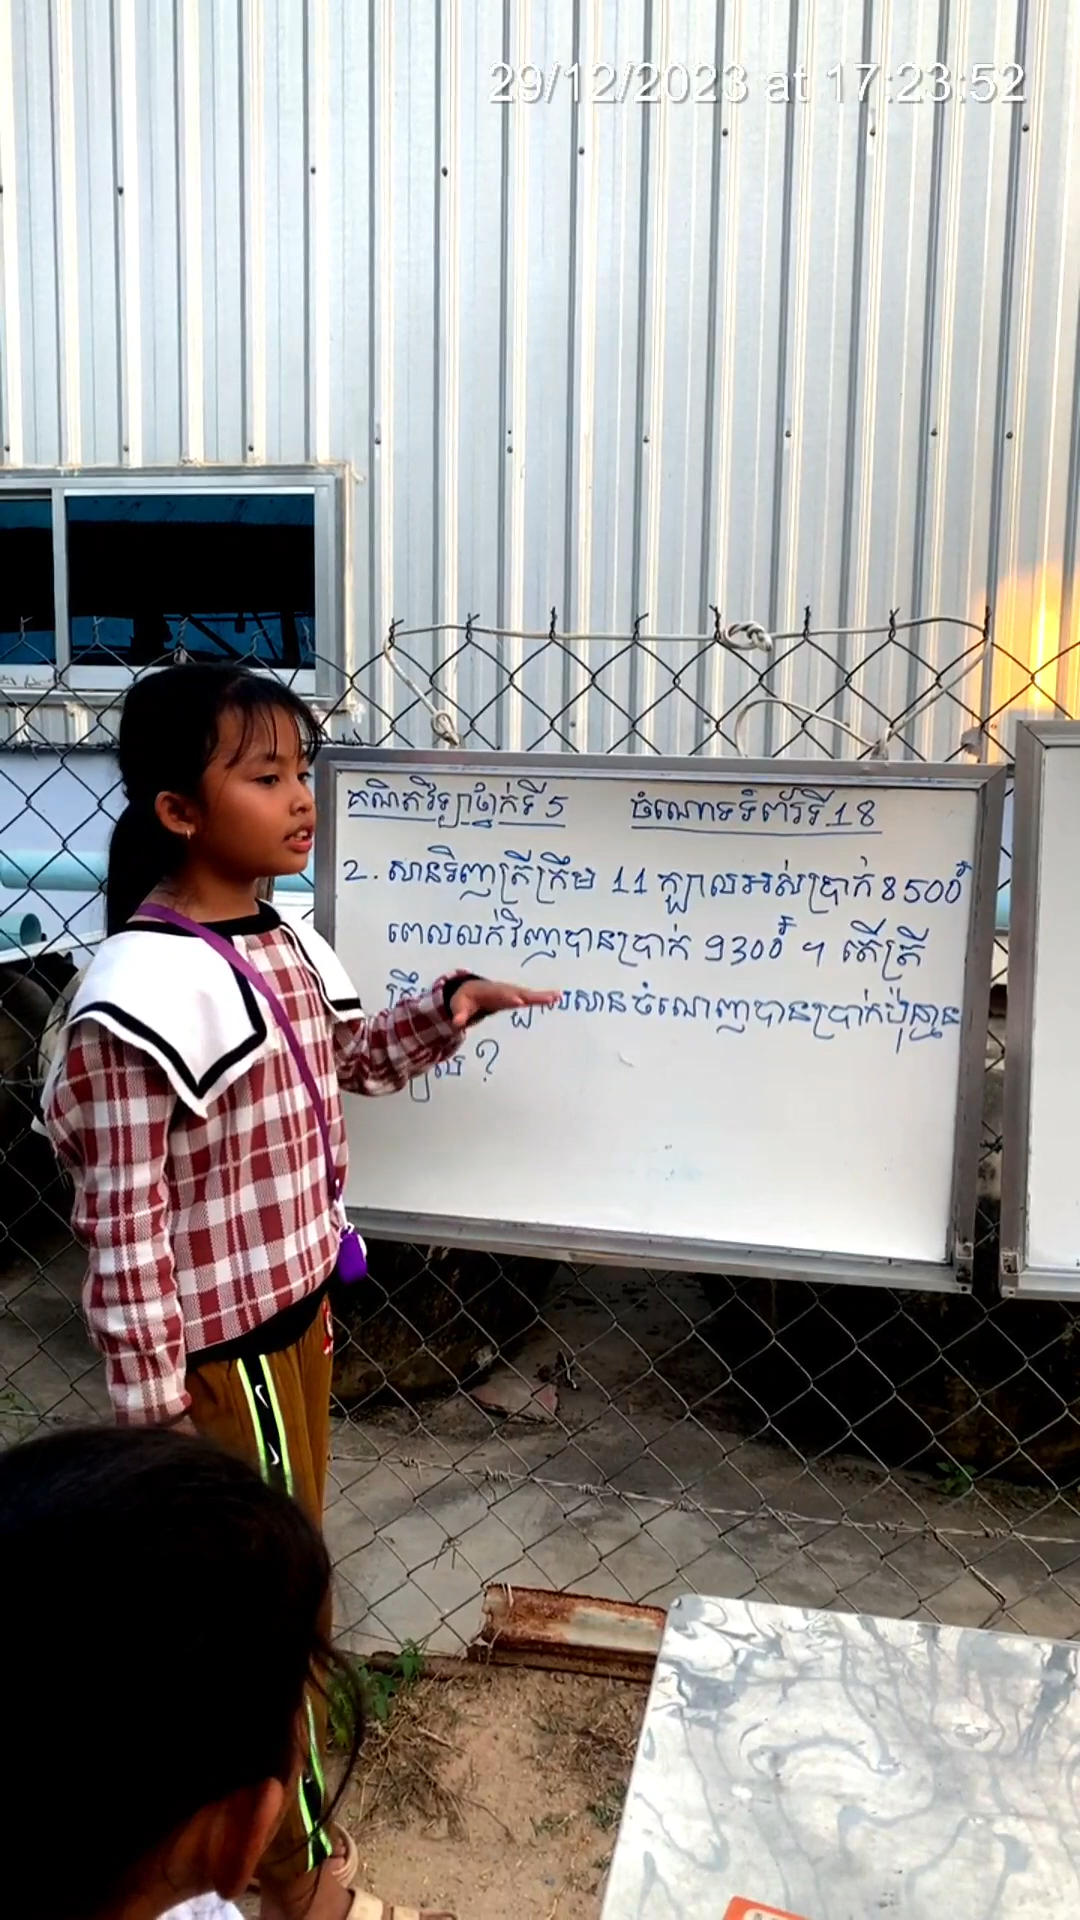 29/12/2023 at 17:23:52
គណិតវិទ្យាថ្នាក់ទី 5 ចំណោទទំព័រទី 18
2. សានទិញត្រីក្រឹម 11 ក្បាលអស់ប្រាក់ 8500៛
ពេលលក់វិញបានប្រាក់ 9300៛ ។ តើត្រី
សានចំណេញបានប្រាក់ប៉ុន្មាន
?